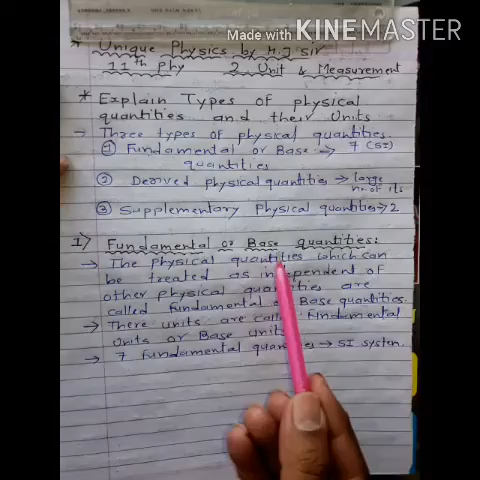 Made with KINEMASTER
* Unique Physics by M.J Sir
11th Phy 2 Unit & Measurement
* Explain Types of physical
quantities and their Units
→ Three types of physical quantities.
① Fundamental or Base → 7 (SI)
quantities
② Derived physical quantities → large
no. of its
③ Supplementary Physical quantities → 2
1) Fundamental or Base quantities:
→ The physical quantities which can
be treated as independent of
other physical quantities are
called fundamental Base quantities.
→ There units are called fundamental
Units or Base Units
→ 7 fundamental quantities → SI system.